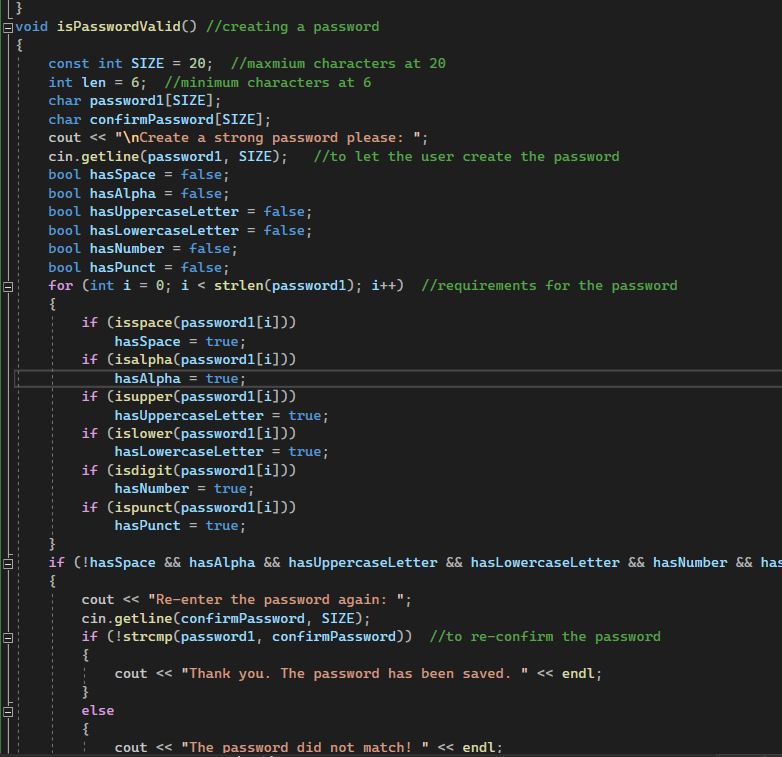 }
void isPasswordValid() //creating a password
{
const int SIZE = 20;  //maxmium characters at 20
int len = 6;  //minimum characters at 6
char password1[SIZE];
char confirmPassword[SIZE];
cout << "\nCreate a strong password please: ";
cin.getline(password1, SIZE);   //to let the user create the password
bool hasSpace = false;
bool hasAlpha = false;
bool hasUppercaseLetter = false;
bool hasLowercaseLetter = false;
bool hasNumber = false;
bool hasPunct = false;
for (int i = 0; i < strlen(password1); i++)  //requirements for the password
{
if (isspace(password1[i]))
hasSpace = true;
if (isalpha(password1[i]))
hasAlpha = true;
if (isupper(password1[i]))
hasUppercaseLetter = true;
if (islower(password1[i]))
hasLowercaseLetter = true;
if (isdigit(password1[i]))
hasNumber = true;
if (ispunct(password1[i]))
hasPunct = true;
}
if (!hasSpace && hasAlpha && hasUppercaseLetter && hasLowercaseLetter && hasNumber && has
{
cout << "Re-enter the password again: ";
cin.getline(confirmPassword, SIZE);
if (!strcmp(password1, confirmPassword))  //to re-confirm the password
{
cout << "Thank you. The password has been saved. " << endl;
}
else
{
cout << "The password did not match! " << endl;